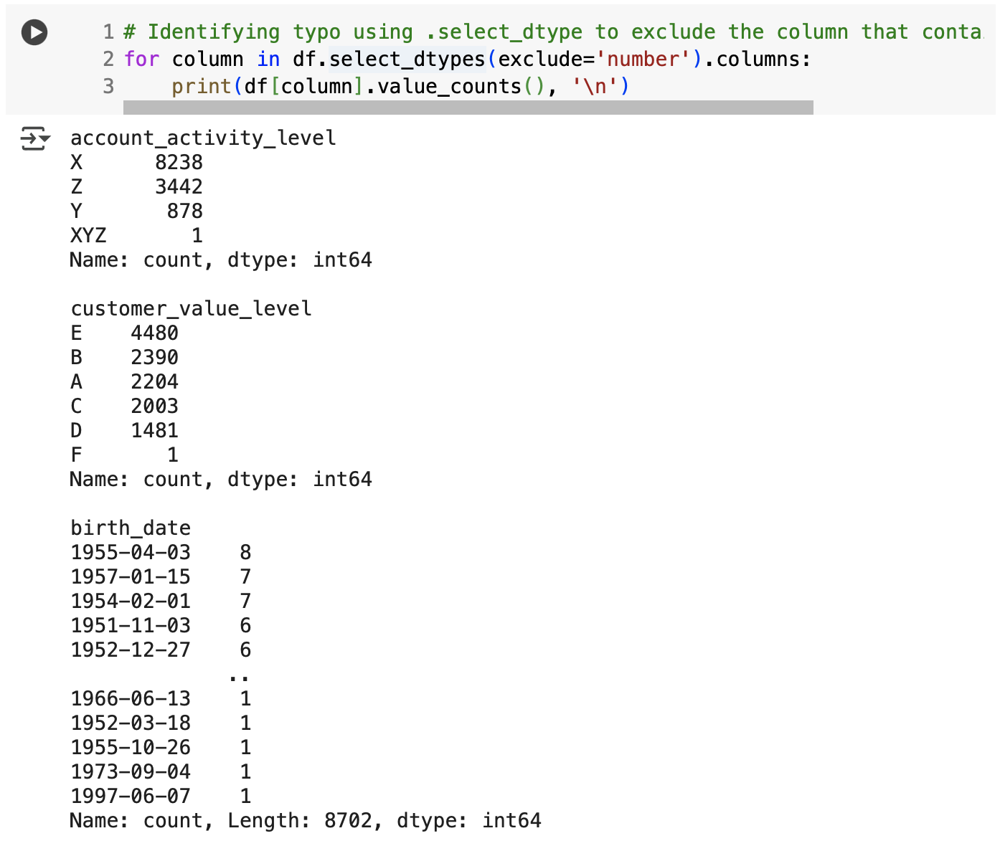 1 # Identifying typo using .select_dtype to exclude the column that conta
2 for column in df.select_dtypes(exclude='number').columns:
3     print(df[column].value_counts(), '\n')
account_activity_level
X      8238
Z      3442
Y       878
XYZ       1
Name: count, dtype: int64
customer_value_level
E    4480
B    2390
A    2204
C    2003
D    1481
F       1
Name: count, dtype: int64
birth_date
1955-04-03    8
1957-01-15    7
1954-02-01    7
1951-11-03    6
1952-12-27    6
             ..
1966-06-13    1
1952-03-18    1
1955-10-26    1
1973-09-04    1
1997-06-07    1
Name: count, Length: 8702, dtype: int64